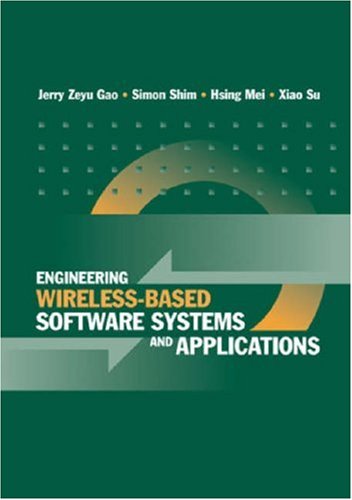 Jerry Zeyu Gao • Simon Shim • Hsing Mei • Xiao Su
ENGINEERING
WIRELESS-BASED
SOFTWARE SYSTEMS
AND APPLICATIONS